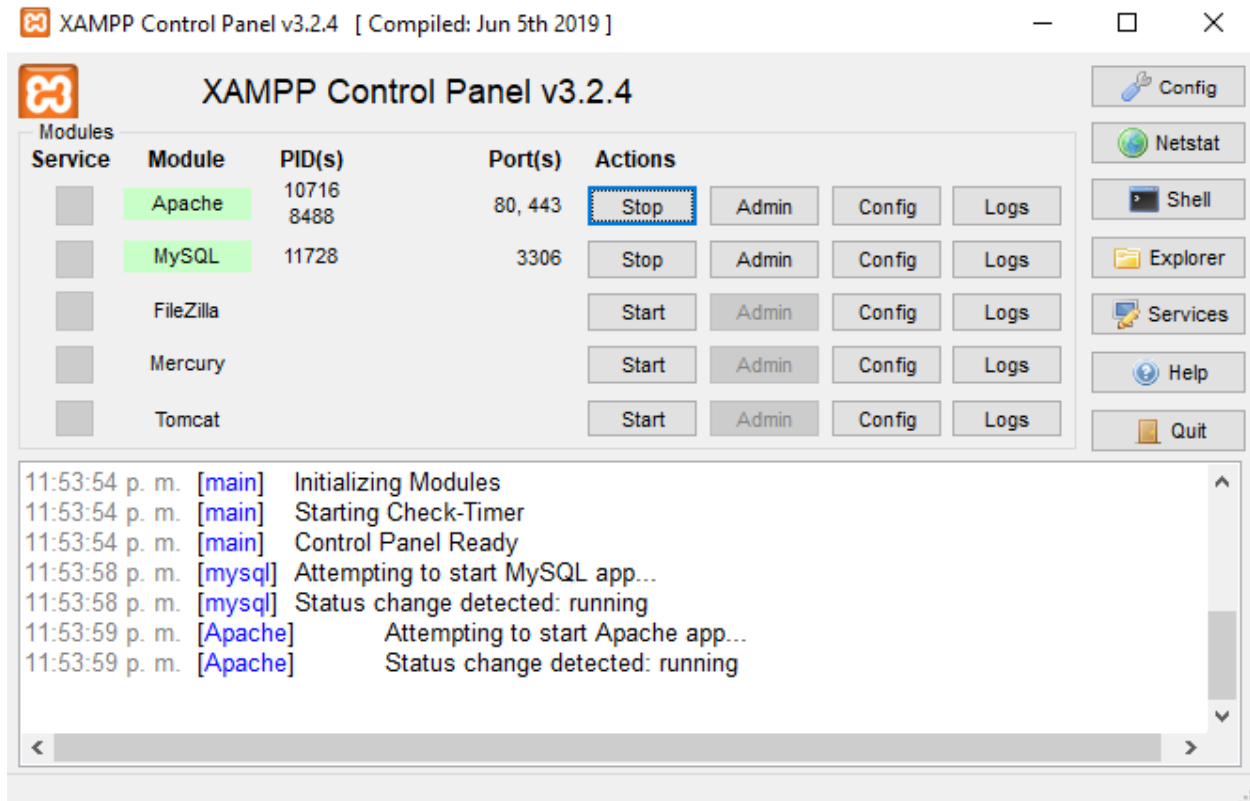 XAMPP Control Panel v3.2.4 [ Compiled: Jun 5th 2019 ]
XAMPP Control Panel v3.2.4
Config
Netstat
Shell
Explorer
Services
Help
Quit
Modules
Service Module PID(s) Port(s) Actions
Apache 10716 8488 80, 443 Stop Admin Config Logs
MySQL 11728 3306 Stop Admin Config Logs
FileZilla Start Admin Config Logs
Mercury Start Admin Config Logs
Tomcat Start Admin Config Logs
11:53:54 p. m. [main] Initializing Modules
11:53:54 p. m. [main] Starting Check-Timer
11:53:54 p. m. [main] Control Panel Ready
11:53:58 p. m. [mysql] Attempting to start MySQL app...
11:53:58 p. m. [mysql] Status change detected: running
11:53:59 p. m. [Apache] Attempting to start Apache app...
11:53:59 p. m. [Apache] Status change detected: running